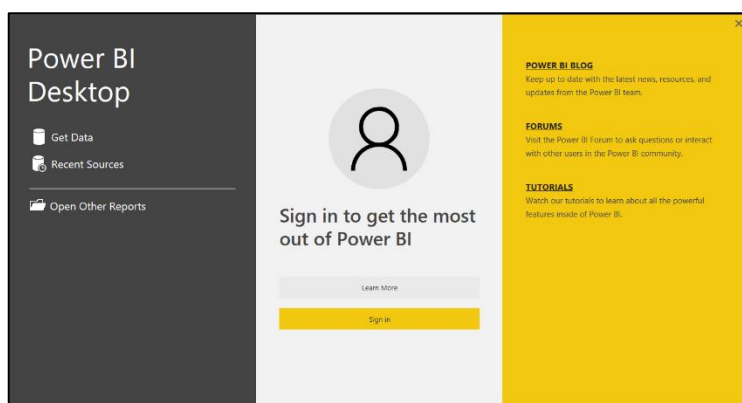 Power BI
Desktop
Get Data
Recent Sources
Open Other Reports
Sign in to get the most
out of Power BI
Learn More
Sign in
POWER BI BLOG
Keep up to date with the latest news, resources, and
updates from the Power BI team.
FORUMS
Visit the Power BI Forum to ask questions or interact
with other users in the Power BI community.
TUTORIALS
Watch our tutorials to learn about all the powerful
features inside of Power BI.